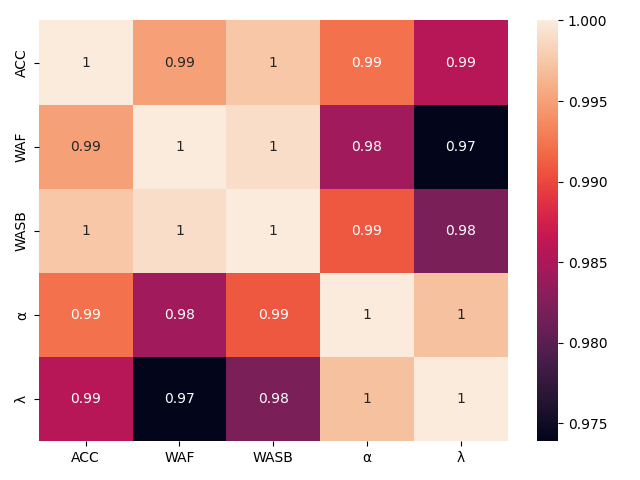 ACC 1 0.99 1 0.99 0.99
WAF 0.99 1 1 0.98 0.97
WASB 1 1 1 0.99 0.98
α 0.99 0.98 0.99 1 1
λ 0.99 0.97 0.98 1 1
ACC WAF WASB α λ
1.000
0.995
0.990
0.985
0.980
0.975